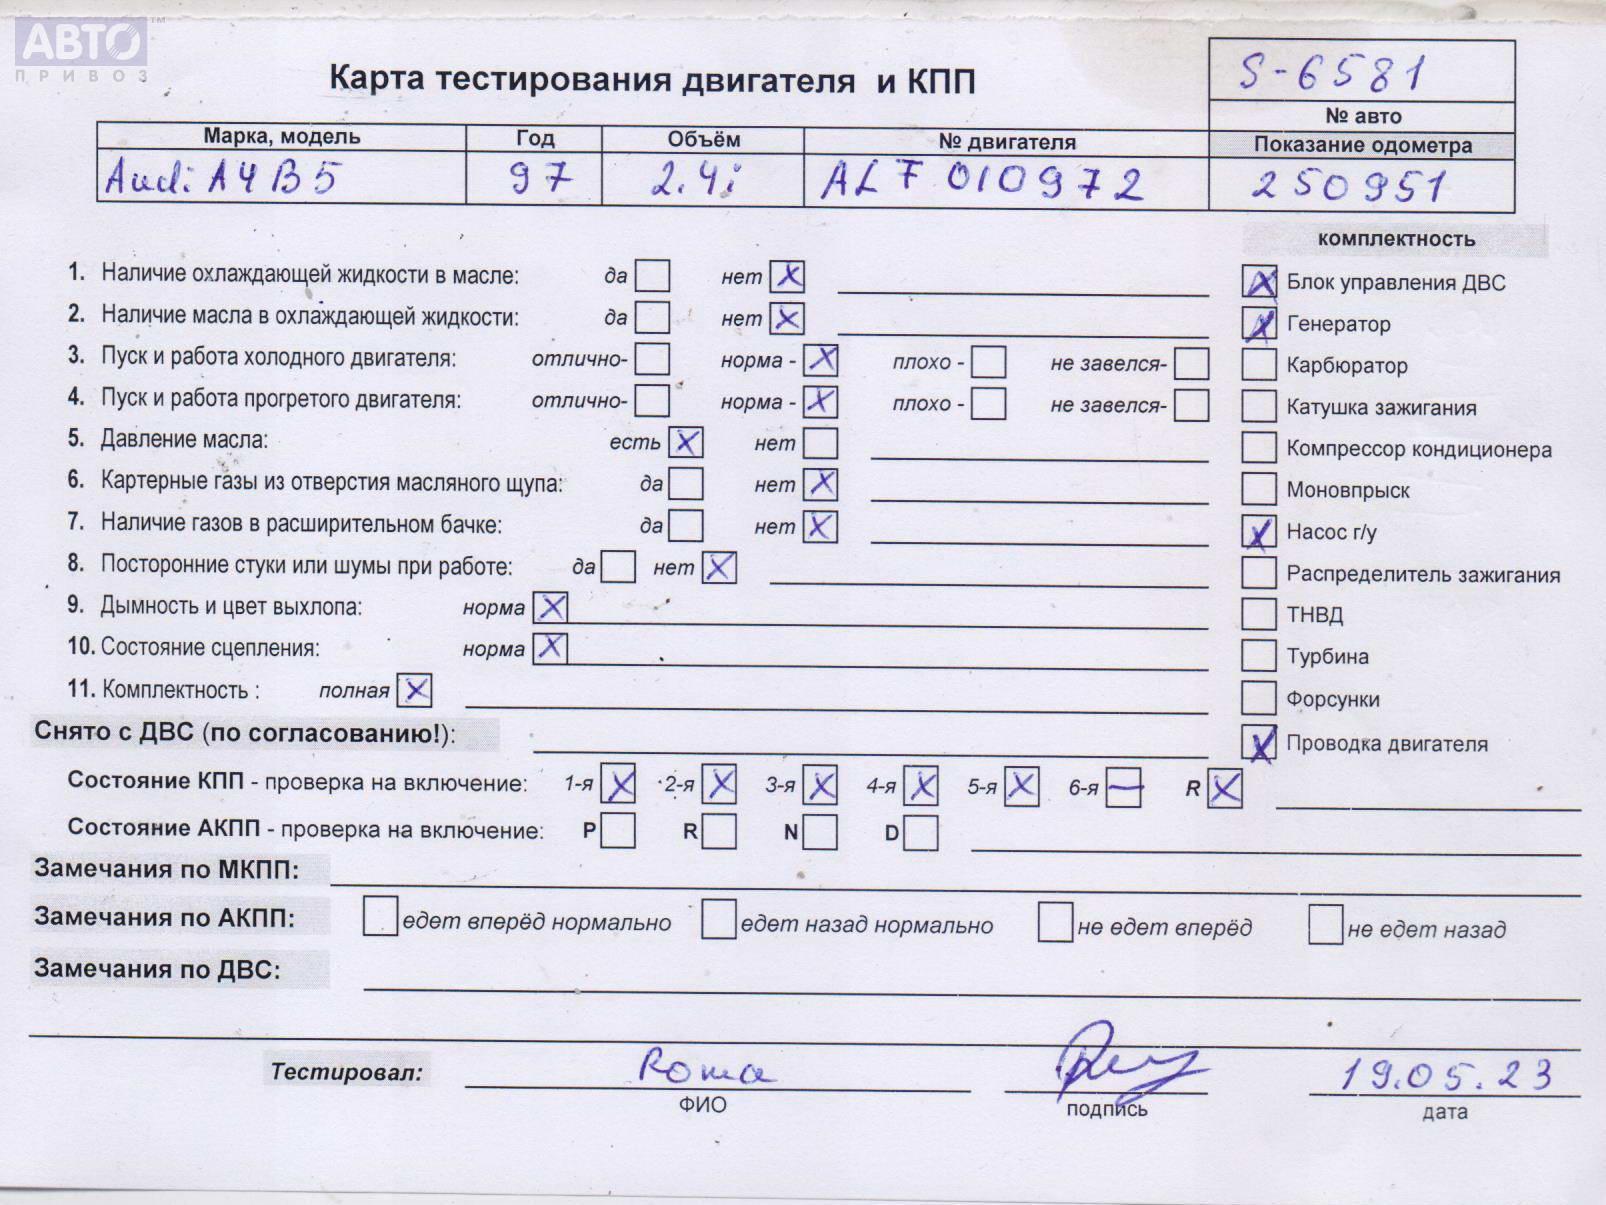 АВТО™
ПРИВОЗ
Карта тестирования двигателя и КПП
S-6581
№ авто
Марка, модель Год Объём № двигателя Показание одометра
Audi A4 B5 97 2.4i ALF 010972 250951
комплектность
1. Наличие охлаждающей жидкости в масле: да нет X Блок управления ДВС X
2. Наличие масла в охлаждающей жидкости: да нет X Генератор X
3. Пуск и работа холодного двигателя: отлично- норма - X плохо - не завелся- Карбюратор
4. Пуск и работа прогретого двигателя: отлично- норма - X плохо - не завелся- Катушка зажигания
5. Давление масла: есть X нет Компрессор кондиционера
6. Картерные газы из отверстия масляного щупа: да нет X Моновпрыск
7. Наличие газов в расширительном бачке: да нет X X Насос г/у
8. Посторонние стуки или шумы при работе: да нет X Распределитель зажигания
9. Дымность и цвет выхлопа: норма X ТНВД
10. Состояние сцепления: норма X Турбина
11. Комплектность : полная X Форсунки
Снято с ДВС (по согласованию!): X Проводка двигателя
Состояние КПП - проверка на включение: 1-я X 2-я X 3-я X 4-я X 5-я X 6-я — R X
Состояние АКПП - проверка на включение: P R N D
Замечания по МКПП:
Замечания по АКПП: едет вперёд нормально едет назад нормально не едет вперёд не едет назад
Замечания по ДВС:
Тестировал: Roma 19.05.23
ФИО подпись дата